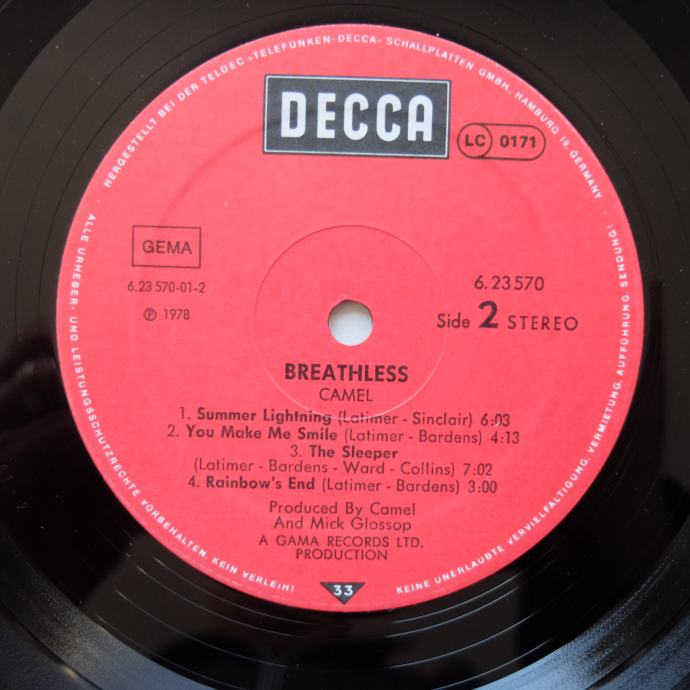 HERGESTELLT BEI DER TELDEC »TELEFUNKEN-DECCA« SCHALLPLATTEN GMBH., HAMBURG 19, GERMANY
DECCA
LC 0171
GEMA
6.23 570-01-2
℗ 1978
6.23570
Side 2 STEREO
BREATHLESS
CAMEL
1. Summer Lightning (Latimer - Sinclair) 6:03
2. You Make Me Smile (Latimer - Bardens) 4:13
3. The Sleeper
(Latimer - Bardens - Ward - Collins) 7:02
4. Rainbow's End (Latimer - Bardens) 3:00
Produced By Camel
And Mick Glossop
A GAMA RECORDS LTD.
PRODUCTION
33
ALLE URHEBER- UND LEISTUNGSSCHUTZRECHTE VORBEHALTEN. KEIN VERLEIH!
KEINE UNERLAUBTE VERVIELFALTIGUNG, VERMIETUNG, AUFFUHRUNG, SENDUNG!